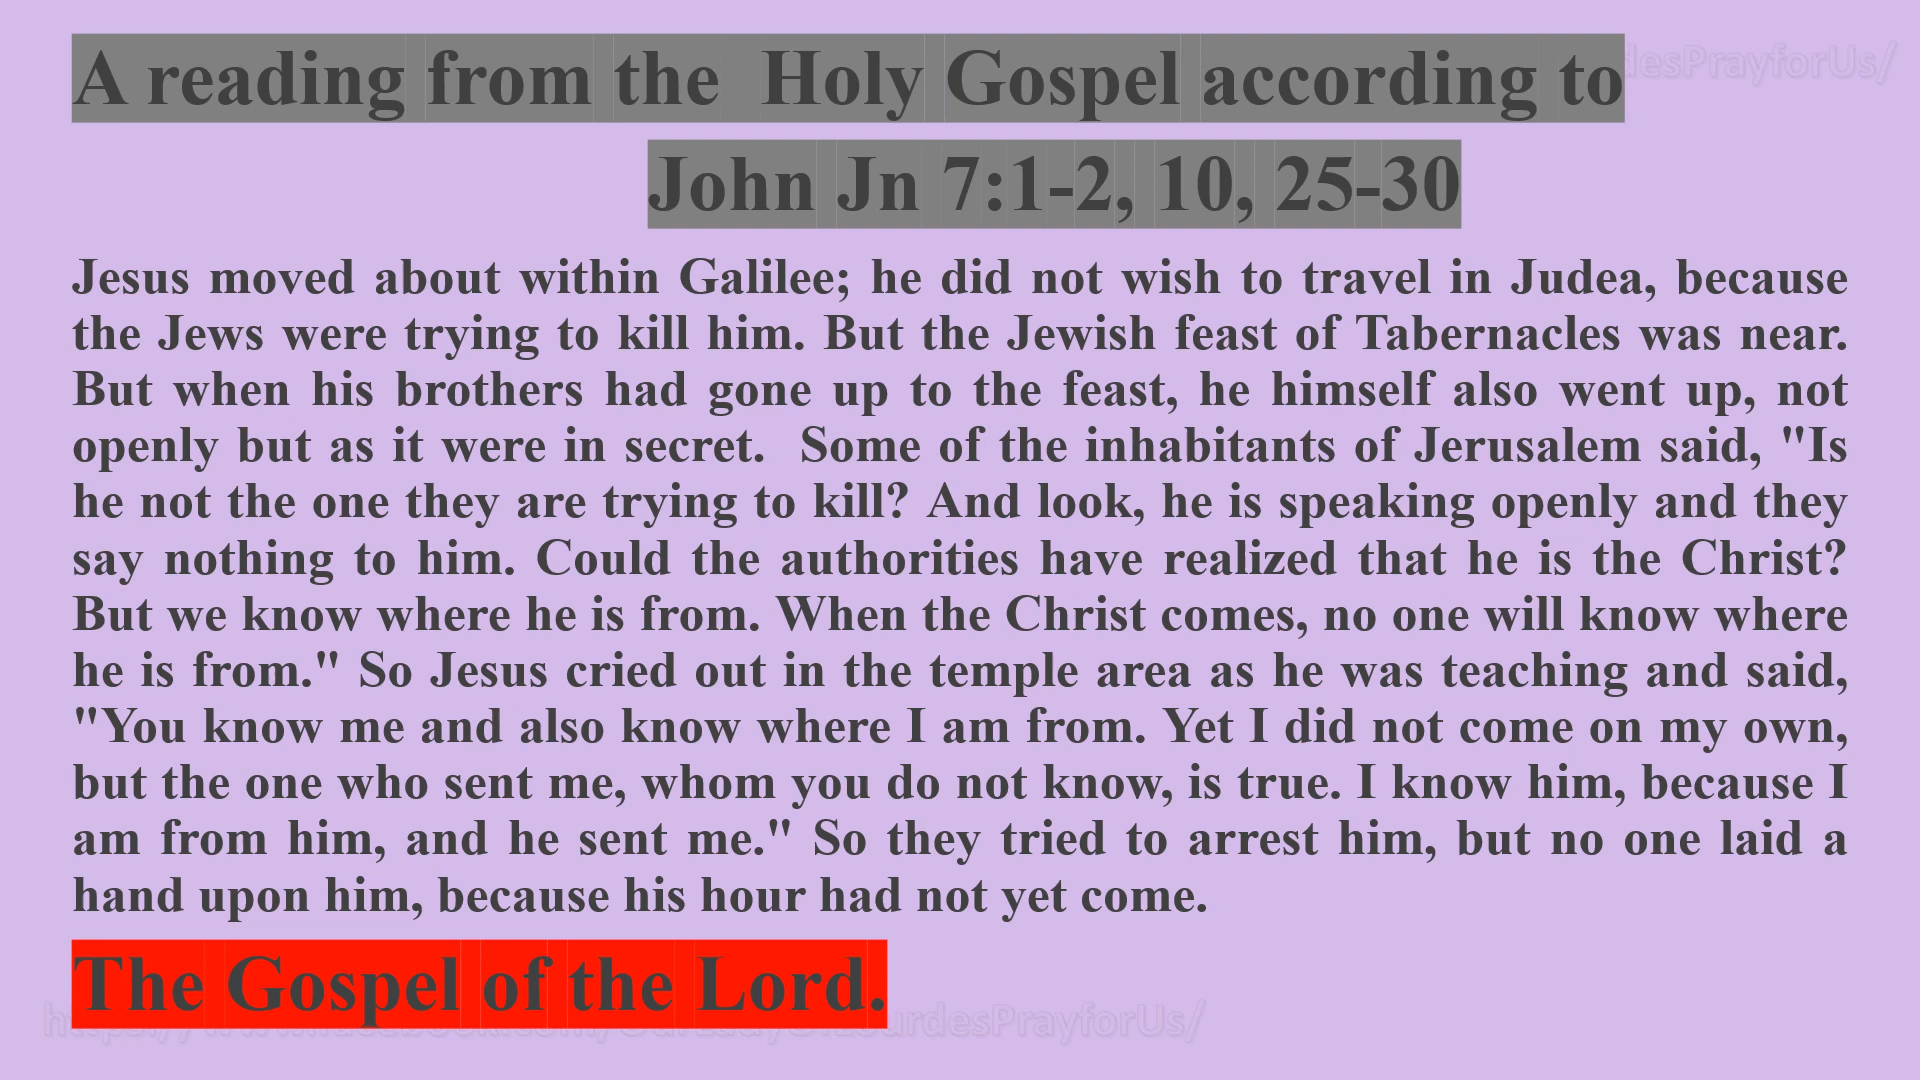 A reading from the  Holy Gospel according to
John Jn 7:1-2, 10, 25-30
Jesus moved about within Galilee; he did not wish to travel in Judea, because
the Jews were trying to kill him. But the Jewish feast of Tabernacles was near.
But when his brothers had gone up to the feast, he himself also went up, not
openly but as it were in secret.  Some of the inhabitants of Jerusalem said, "Is
he not the one they are trying to kill? And look, he is speaking openly and they
say nothing to him. Could the authorities have realized that he is the Christ?
But we know where he is from. When the Christ comes, no one will know where
he is from." So Jesus cried out in the temple area as he was teaching and said,
"You know me and also know where I am from. Yet I did not come on my own,
but the one who sent me, whom you do not know, is true. I know him, because I
am from him, and he sent me." So they tried to arrest him, but no one laid a
hand upon him, because his hour had not yet come.
The Gospel of the Lord.